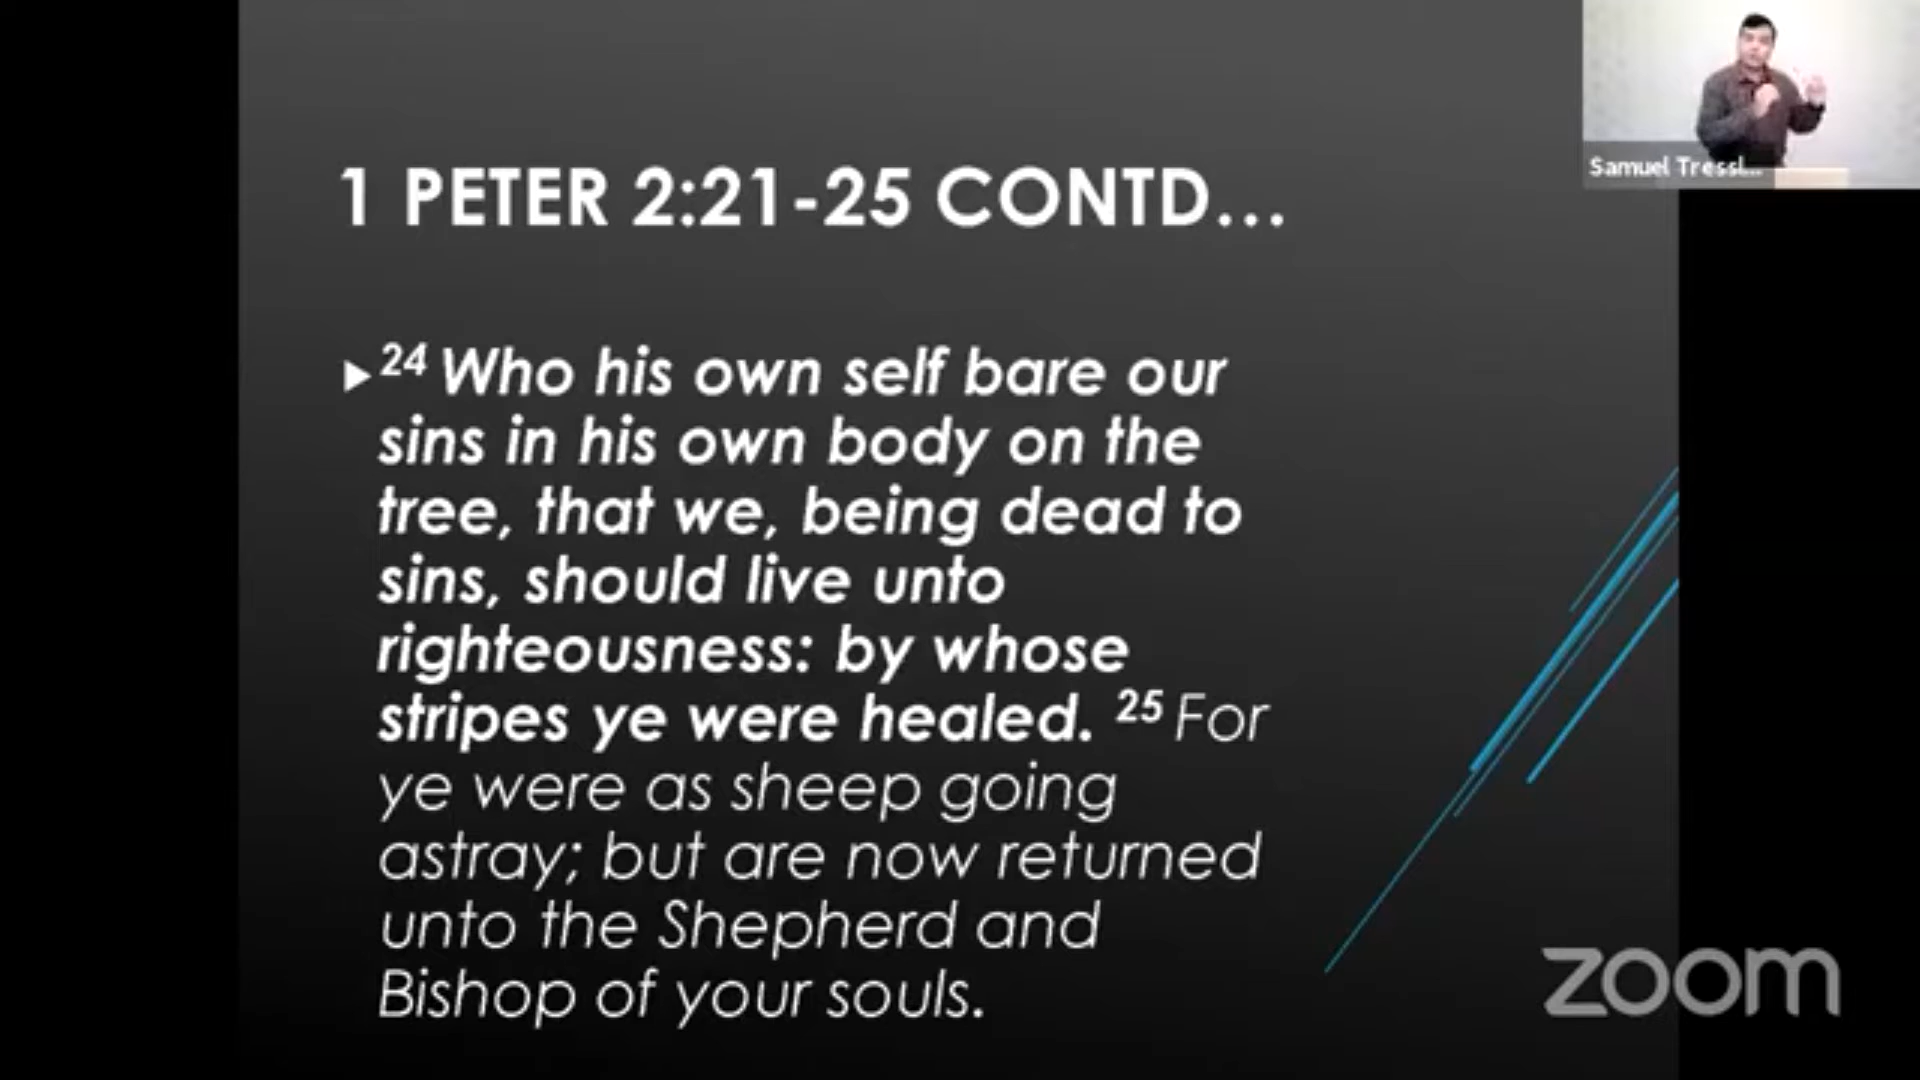 1 PETER 2:21-25 CONTD...
24 Who his own self bare our
sins in his own body on the
tree, that we, being dead to
sins, should live unto
righteousness: by whose
stripes ye were healed. 25 For
ye were as sheep going
astray; but are now returned
unto the Shepherd and
Bishop of your souls.
Samuel Tressl...
zoom